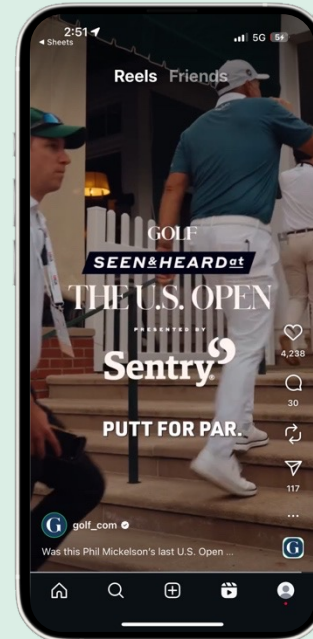 2:51
Sheets
5G
5
Reels Friends
GOLF
SEEN&HEARD at
THE U.S. OPEN
PRESENTED BY
Sentry
PUTT FOR PAR.
4,238
30
117
G golf_com
G
Was this Phil Mickelson's last U.S. Open ...